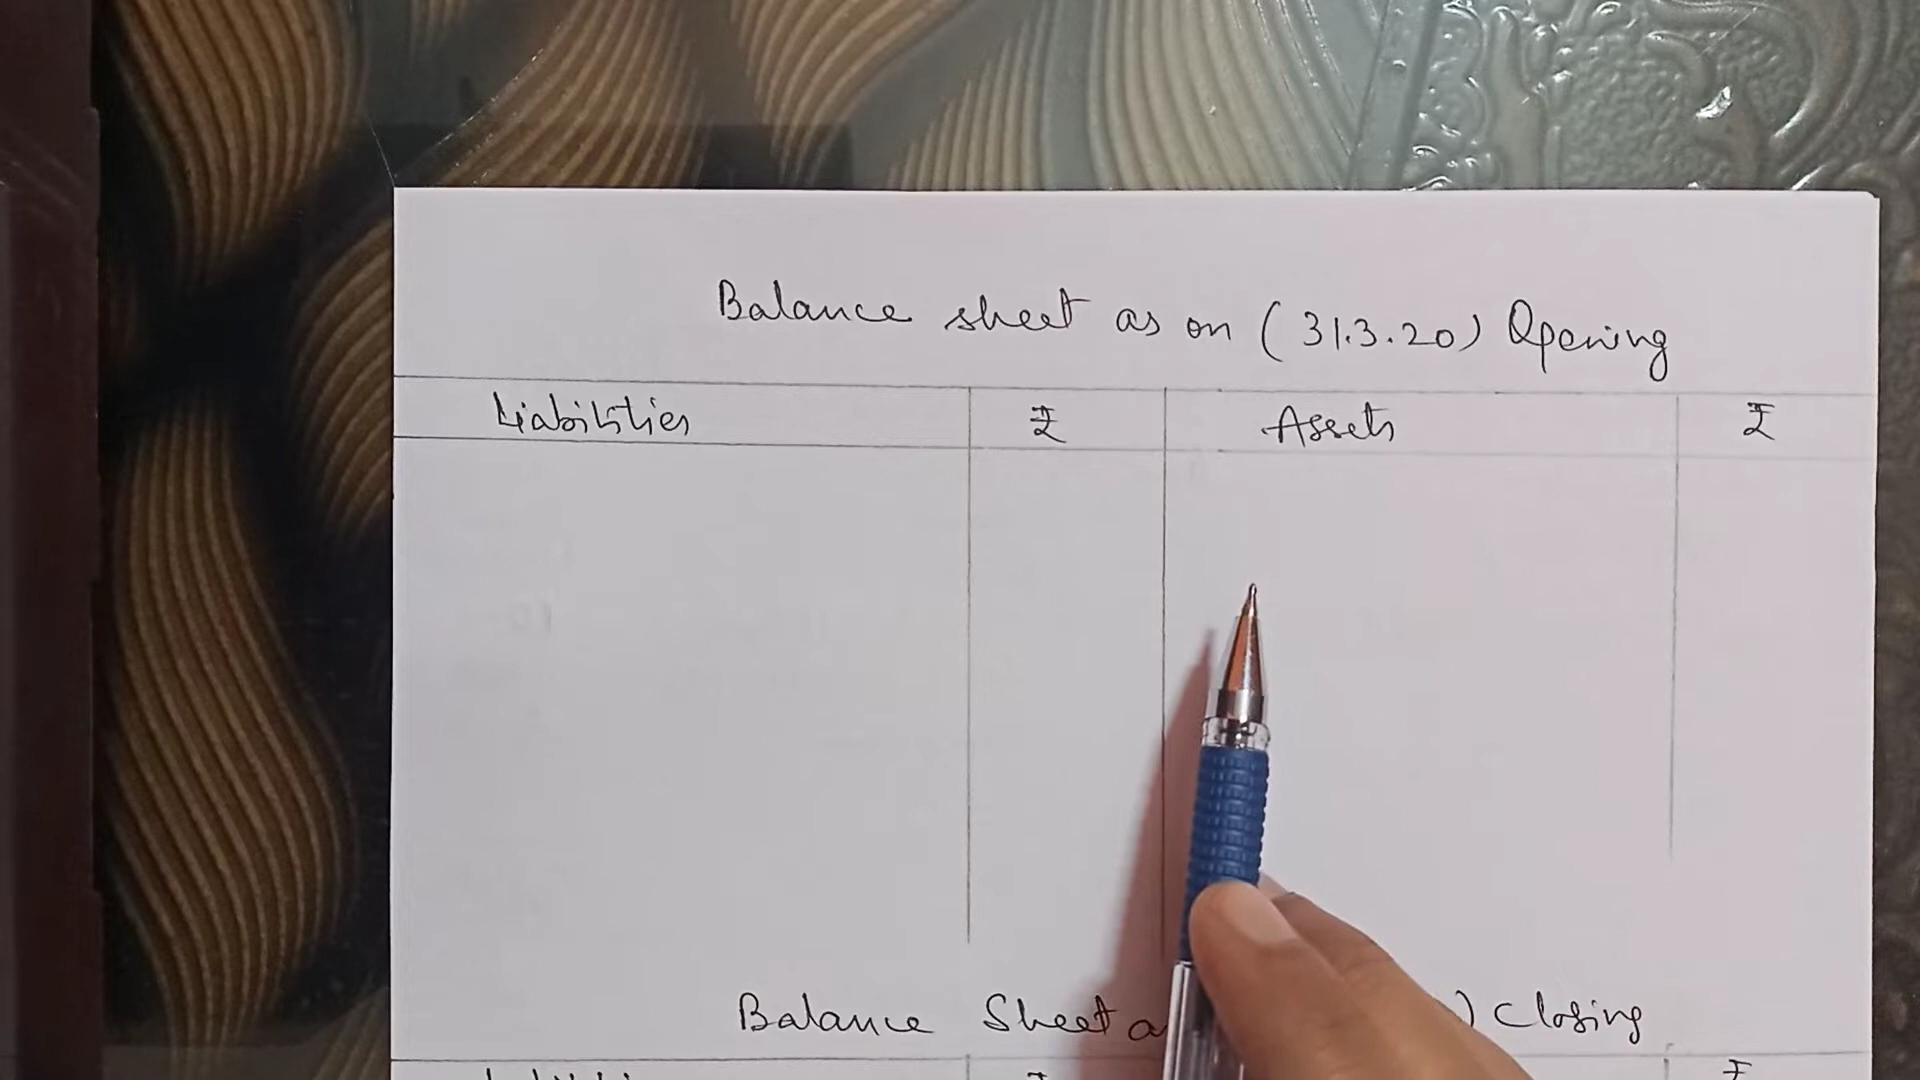 Balance sheet as on (31.3.20) Opening
Liabilities ₹ Assets ₹
Balance Sheet a ) Closing
₹ ₹